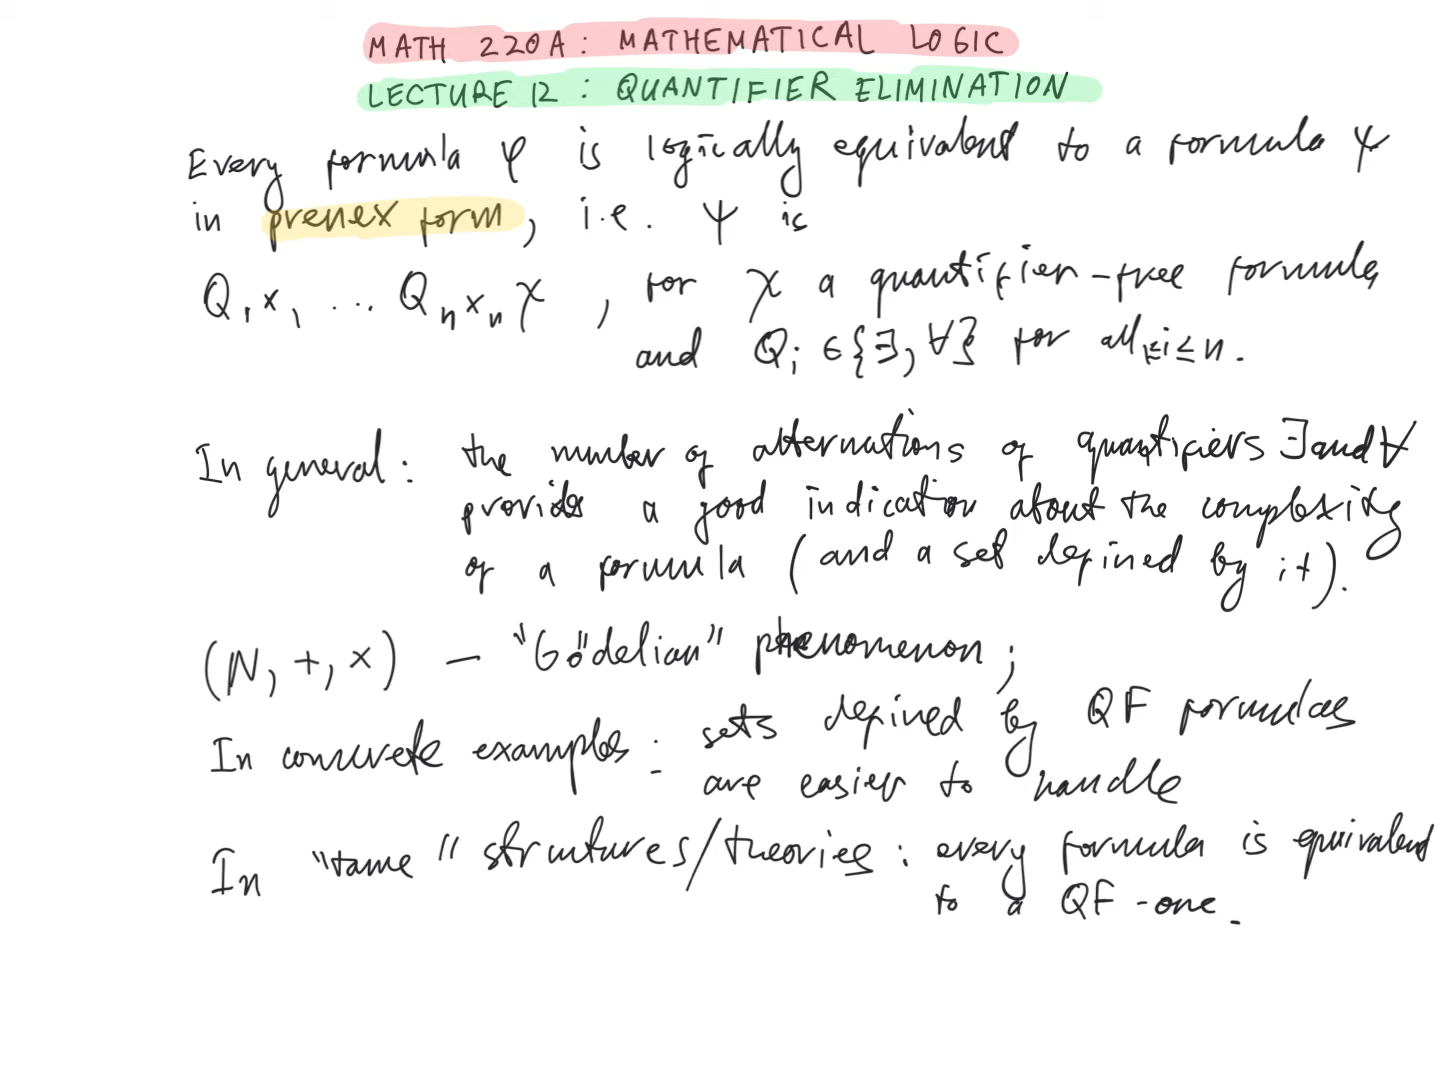 MATH 220A: MATHEMATICAL LOGIC
LECTURE 12: QUANTIFIER ELIMINATION
Every formula φ is logically equivalent to a formula ψ
in prenex form, i.e. ψ is
Q₁x₁ ... Qₙxₙ χ, for χ a quantifier-free formula,
and Qᵢ ∈ {∃, ∀} for all 1≤i≤n.
In general: the number of alternations of quantifiers ∃ and ∀
provides a good indication about the complexity
of a formula (and a set defined by it).
(N, +, ×) — "Gödelian" phenomenon;
In concrete examples: sets defined by QF formulas
are easier to handle
In "tame" structures/theories: every formula is equivalent
to a QF-one.